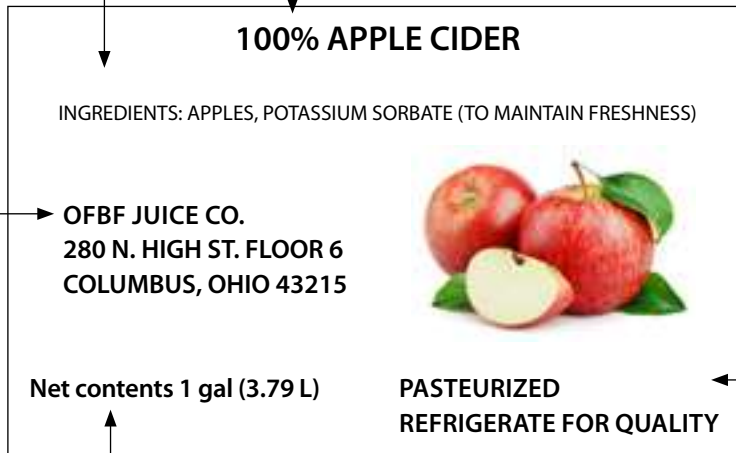 100% APPLE CIDER
INGREDIENTS: APPLES, POTASSIUM SORBATE (TO MAINTAIN FRESHNESS)
OFBF JUICE CO.
280 N. HIGH ST. FLOOR 6
COLUMBUS, OHIO 43215
Net contents 1 gal (3.79 L)
PASTEURIZED
REFRIGERATE FOR QUALITY